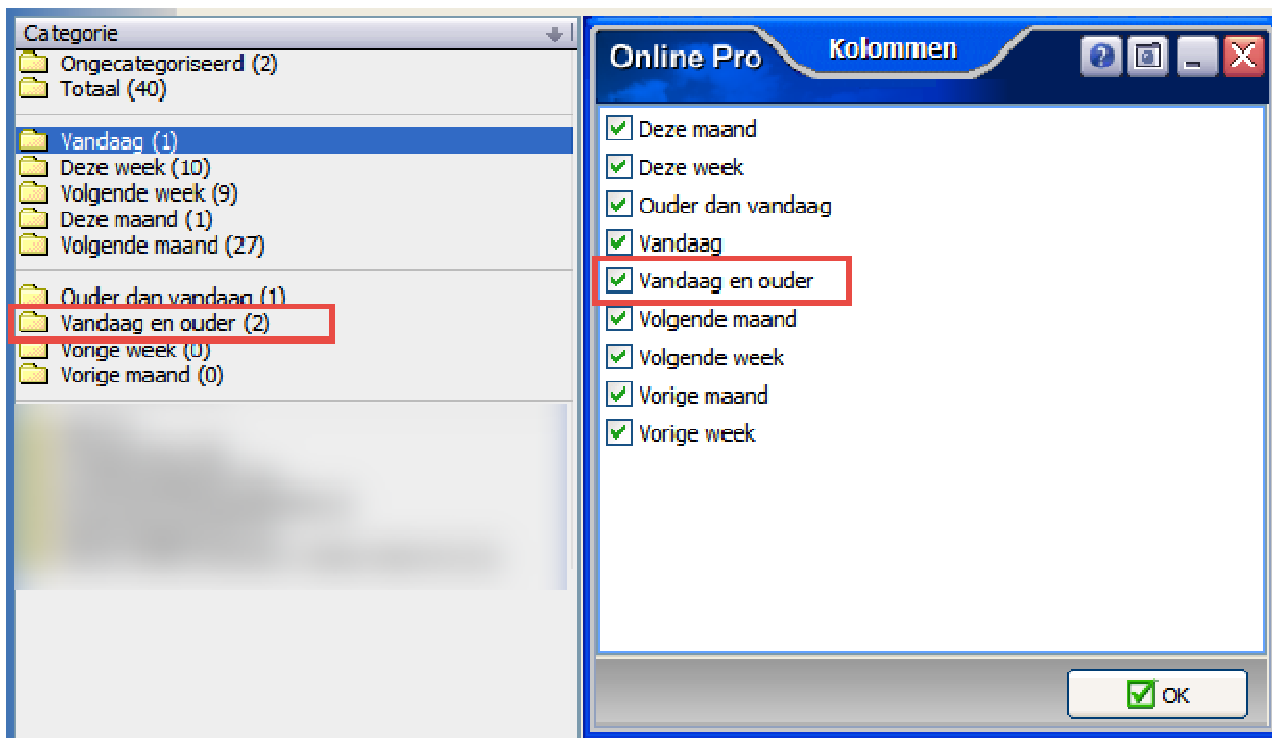 Categorie
Ongecategoriseerd (2)
Totaal (40)
Vandaag (1)
Deze week (10)
Volgende week (9)
Deze maand (1)
Volgende maand (27)
Ouder dan vandaag (1)
Vandaag en ouder (2)
Vorige week (0)
Vorige maand (0)
Online Pro
Kolommen
Deze maand
Deze week
Ouder dan vandaag
Vandaag
Vandaag en ouder
Volgende maand
Volgende week
Vorige maand
Vorige week
OK